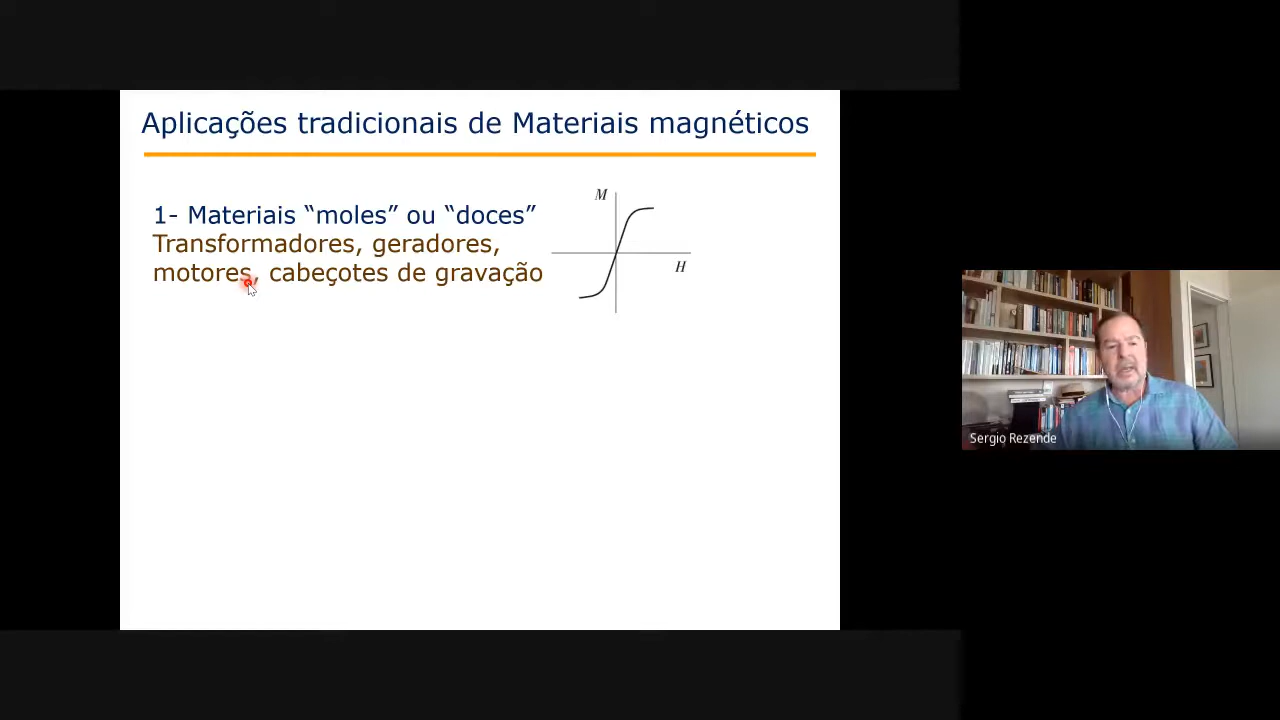 Aplicações tradicionais de Materiais magnéticos
1- Materiais “moles” ou “doces”
Transformadores, geradores,
motores, cabeçotes de gravação
M
H
Sergio Rezende